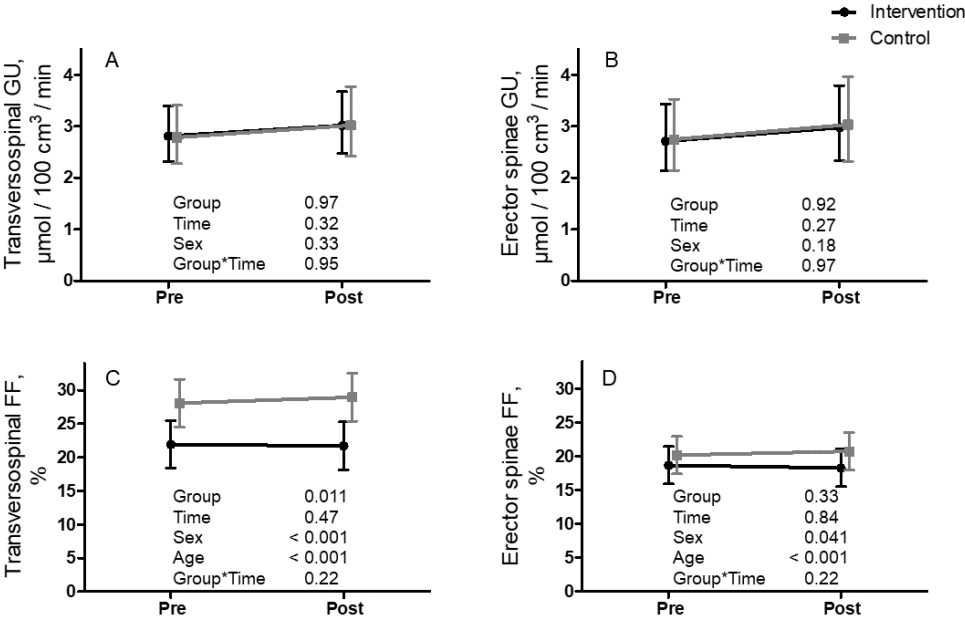 Intervention
Control
A
Transversospinal GU,
µmol / 100 cm³ / min
4
3
2
1
0
Group 0.97
Time 0.32
Sex 0.33
Group*Time 0.95
Pre Post
B
Erector spinae GU,
µmol / 100 cm³ / min
4
3
2
1
0
Group 0.92
Time 0.27
Sex 0.18
Group*Time 0.97
Pre Post
C
Transversospinal FF,
%
30
25
20
15
10
5
0
Group 0.011
Time 0.47
Sex < 0.001
Age < 0.001
Group*Time 0.22
Pre Post
D
Erector spinae FF,
%
30
25
20
15
10
5
0
Group 0.33
Time 0.84
Sex 0.041
Age < 0.001
Group*Time 0.22
Pre Post